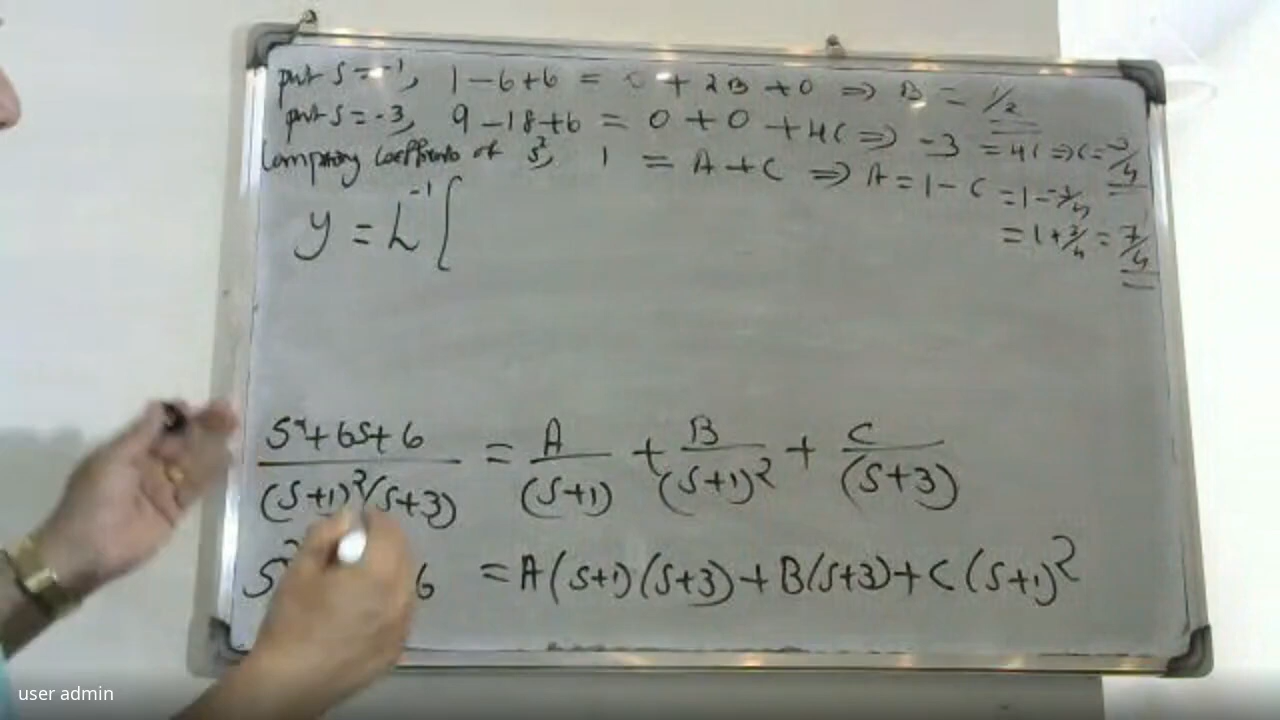 put s = -1, 1 - 6 + 6 = 0 + 2B + 0 ⇒ B = 1/2
put s = -3, 9 - 18 + 6 = 0 + 0 + 4C ⇒ -3 = 4C ⇒ C = -3/4
Comparing coefficients of s², 1 = A + C ⇒ A = 1 - C = 1 - -3/4
= 1 + 3/4 = 7/4
y = L⁻¹{
s² + 6s + 6 / (s+1)²(s+3) = A / (s+1) + B / (s+1)² + C / (s+3)
s² 6 = A(s+1)(s+3) + B(s+3) + C(s+1)²
user admin